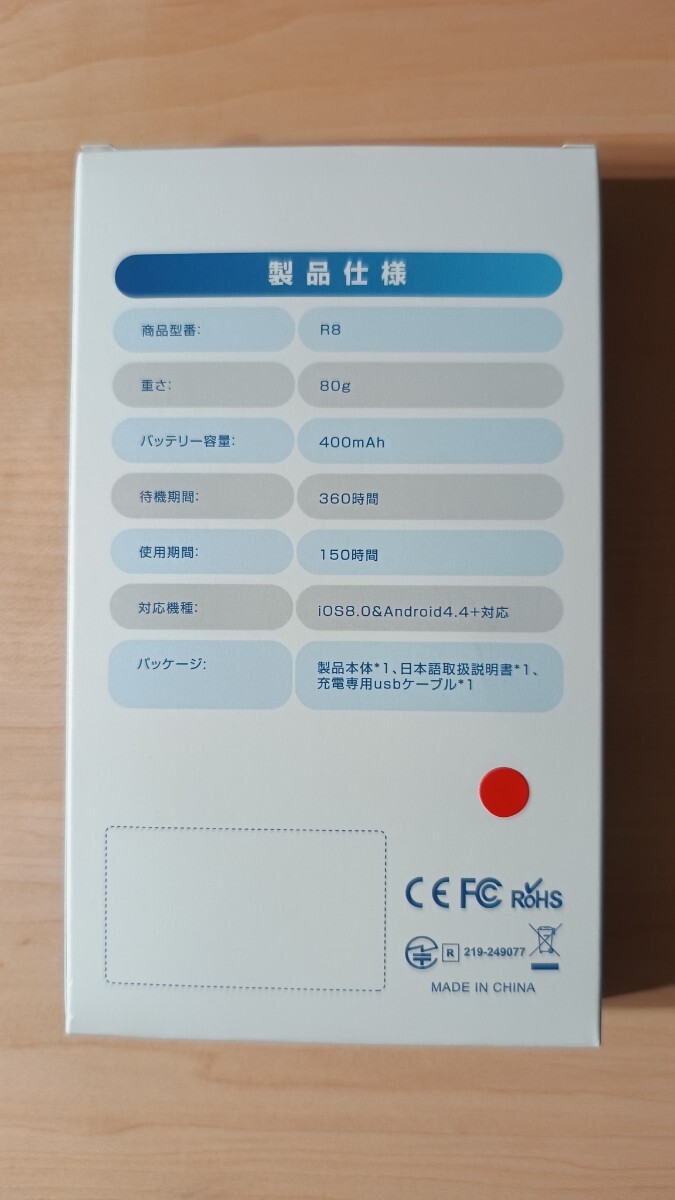 製品仕様
商品型番: R8
重さ: 80g
バッテリー容量: 400mAh
待機期間: 360時間
使用期間: 150時間
対応機種: iOS8.0&Android4.4+対応
パッケージ: 製品本体*1、日本語取扱説明書*1、
充電専用usbケーブル*1
CE FC RoHS
R 219-249077
MADE IN CHINA